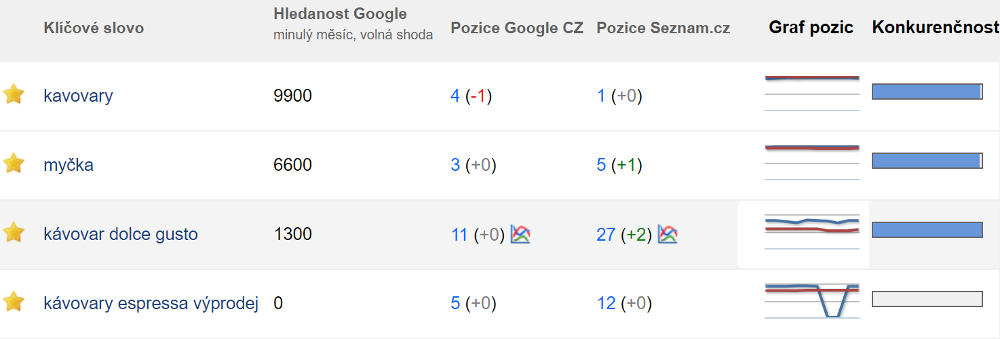 Klíčové slovo Hledanost Google Pozice Google CZ Pozice Seznam.cz Graf pozic Konkurenčnost
minulý měsíc, volná shoda
kavovary 9900 4 (-1) 1 (+0)
myčka 6600 3 (+0) 5 (+1)
kávovar dolce gusto 1300 11 (+0) 27 (+2)
kávovary espressa výprodej 0 5 (+0) 12 (+0)